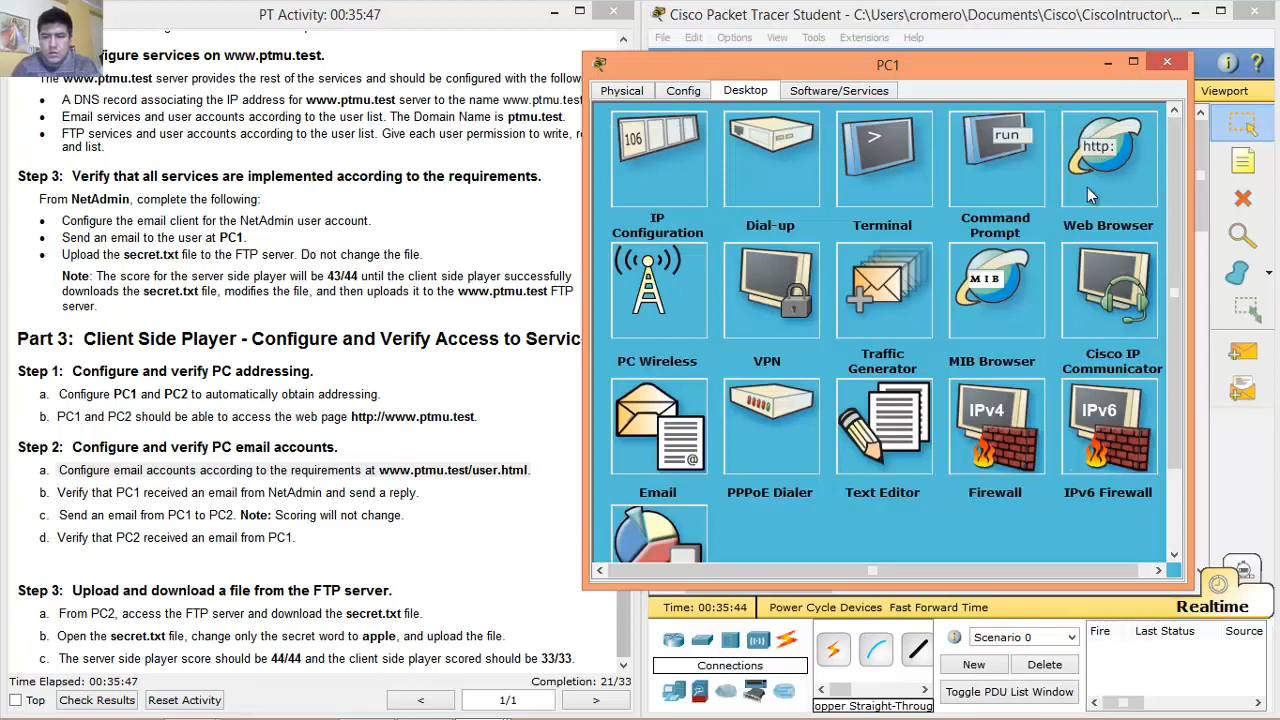 PT Activity: 00:35:47
figure services on www.ptmu.test.
The www.ptmu.test server provides the rest of the services and should be configured with the follow
A DNS record associating the IP address for www.ptmu.test server to the name www.ptmu.test.
Email services and user accounts according to the user list. The Domain Name is ptmu.test.
FTP services and user accounts according to the user list. Give each user permission to write, re
and list.
Step 3: Verify that all services are implemented according to the requirements.
From NetAdmin, complete the following:
Configure the email client for the NetAdmin user account.
Send an email to the user at PC1.
Upload the secret.txt file to the FTP server. Do not change the file.
Note: The score for the server side player will be 43/44 until the client side player successfully
downloads the secret.txt file, modifies the file, and then uploads it to the www.ptmu.test FTP
server.
Part 3: Client Side Player - Configure and Verify Access to Servic
Step 1: Configure and verify PC addressing.
a. Configure PC1 and PC2 to automatically obtain addressing.
b. PC1 and PC2 should be able to access the web page http://www.ptmu.test.
Step 2: Configure and verify PC email accounts.
a. Configure email accounts according to the requirements at www.ptmu.test/user.html.
b. Verify that PC1 received an email from NetAdmin and send a reply.
c. Send an email from PC1 to PC2. Note: Scoring will not change.
d. Verify that PC2 received an email from PC1.
Step 3: Upload and download a file from the FTP server.
a. From PC2, access the FTP server and download the secret.txt file.
b. Open the secret.txt file, change only the secret word to apple, and upload the file.
c. The server side player score should be 44/44 and the client side player scored should be 33/33.
Time Elapsed: 00:35:47
Completion: 21/33
Top
Check Results
Reset Activity
<
1/1
>
Cisco Packet Tracer Student - C:\Users\cromero\Documents\Cisco\CiscoIntructor\...
File Edit Options View Tools Extensions Help
PC1
Physical Config Desktop Software/Services
106
>
run
http:
IP
Configuration
Dial-up
Terminal
Command
Prompt
Web Browser
MIB
PC Wireless
VPN
Traffic
Generator
MIB Browser
Cisco IP
Communicator
@
IPv4
IPv6
Email
PPPoE Dialer
Text Editor
Firewall
IPv6 Firewall
i
?
Viewport
Time: 00:35:44
Power Cycle Devices Fast Forward Time
Realtime
Connections
opper Straight-Throug
Scenario 0
New
Delete
Toggle PDU List Window
Fire
Last Status
Source